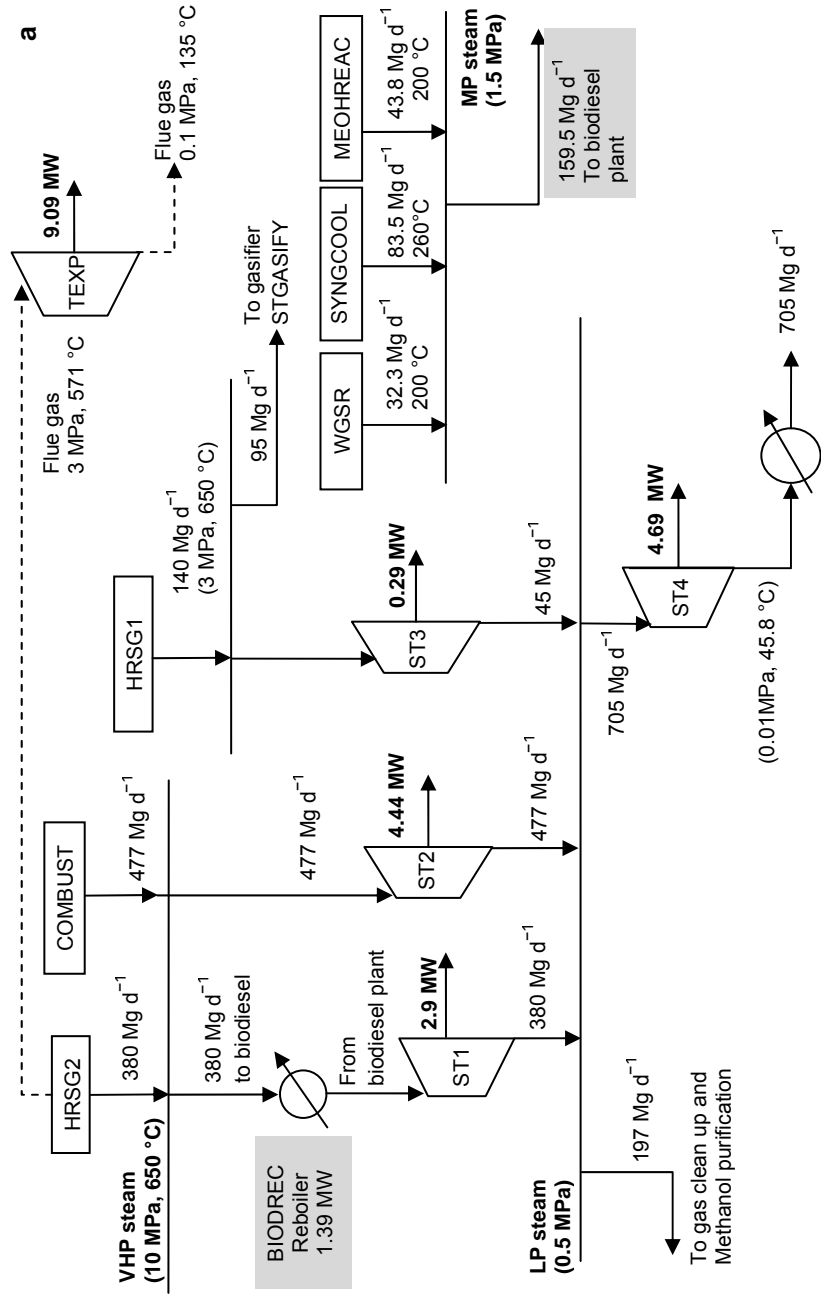 a
HRSG2
COMBUST
380 Mg d⁻¹
477 Mg d⁻¹
VHP steam
(10 MPa, 650 °C)
380 Mg d⁻¹
to biodiesel
477 Mg d⁻¹
BIODREC
Reboiler
1.39 MW
From
biodiesel plant
ST1
2.9 MW
380 Mg d⁻¹
ST2
4.44 MW
477 Mg d⁻¹
LP steam
(0.5 MPa)
197 Mg d⁻¹
To gas clean up and
Methanol purification
HRSG1
140 Mg d⁻¹
(3 MPa, 650 °C)
95 Mg d⁻¹
To gasifier
STGASIFY
ST3
0.29 MW
45 Mg d⁻¹
705 Mg d⁻¹
ST4
4.69 MW
(0.01MPa, 45.8 °C)
705 Mg d⁻¹
Flue gas
3 MPa, 571 °C
TEXP
9.09 MW
Flue gas
0.1 MPa, 135 °C
WGSR
SYNGCOOL
MEOHREAC
32.3 Mg d⁻¹
200 °C
83.5 Mg d⁻¹
260°C
43.8 Mg d⁻¹
200 °C
MP steam
(1.5 MPa)
159.5 Mg d⁻¹
To biodiesel
plant